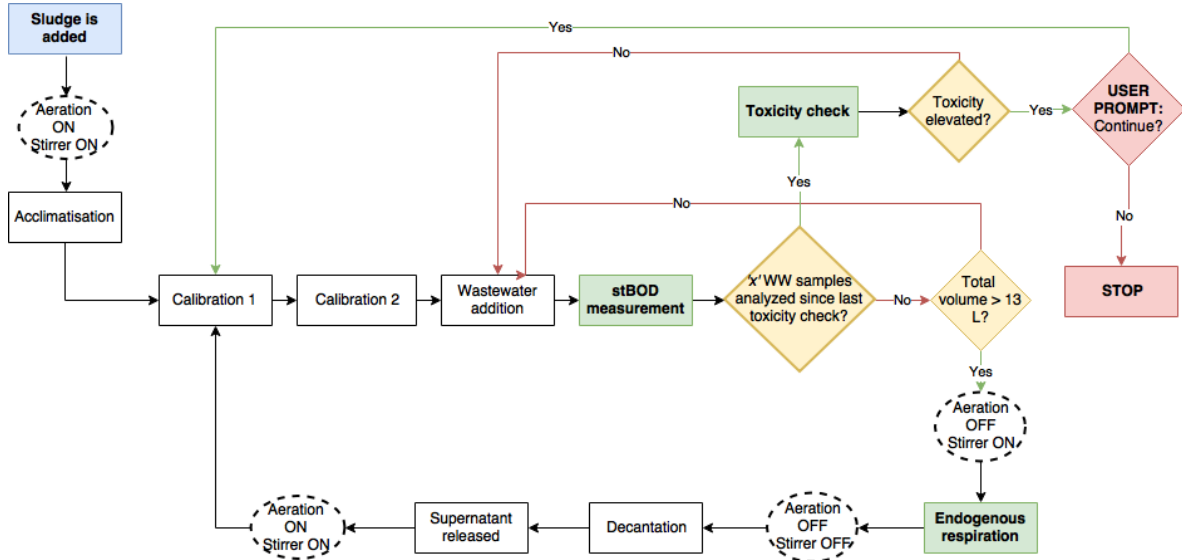 Sludge is
added
Yes
No
Aeration
ON
Stirrer ON
Toxicity check
Toxicity
elevated?
Yes
USER
PROMPT:
Continue?
Acclimatisation
Yes
No
No
Calibration 1
Calibration 2
Wastewater
addition
stBOD
measurement
'x' WW samples
analyzed since last
toxicity check?
No
Total
volume > 13
L?
STOP
Yes
Aeration
OFF
Stirrer ON
Aeration
ON
Stirrer ON
Supernatant
released
Decantation
Aeration
OFF
Stirrer OFF
Endogenous
respiration